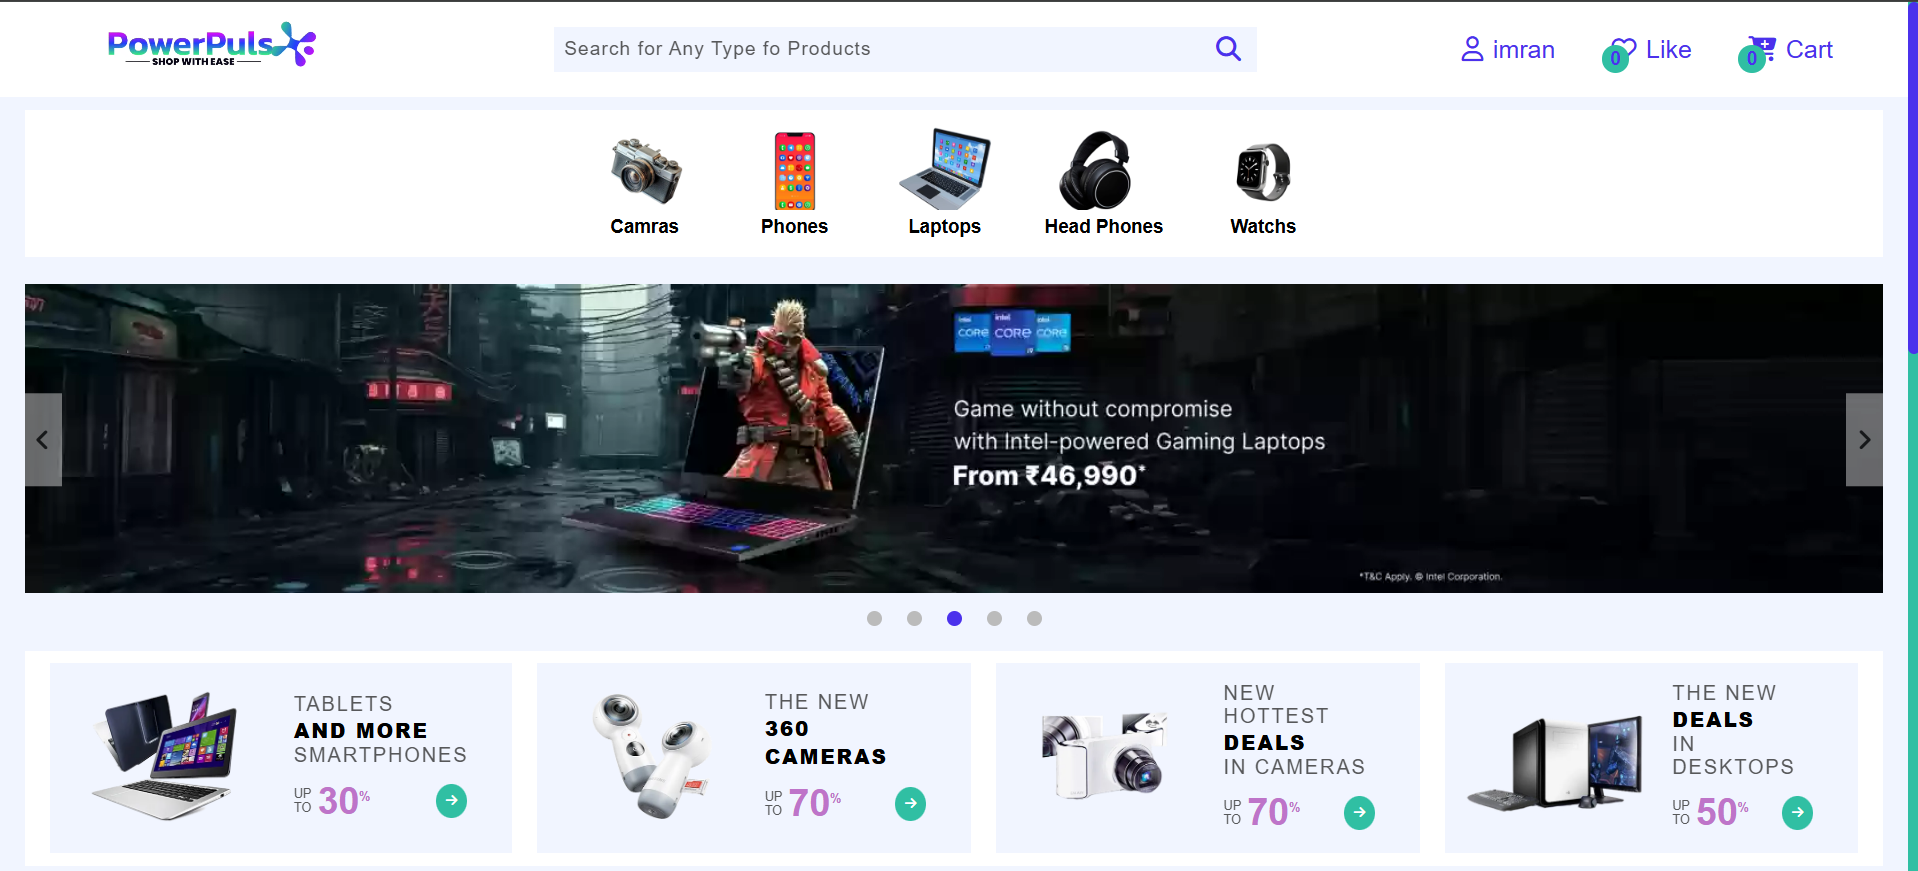 PowerPuls
SHOP WITH EASE
Search for Any Type fo Products
imran
0 Like
0 Cart
Camras
Phones
Laptops
Head Phones
Watchs
intel
CORE CORE CORE
i9
Game without compromise
with Intel-powered Gaming Laptops
From ₹46,990*
*T&C Apply. © Intel Corporation.
TABLETS
AND MORE
SMARTPHONES
UP TO 30%
THE NEW
360
CAMERAS
UP TO 70%
NEW
HOTTEST
DEALS
IN CAMERAS
UP TO 70%
THE NEW
DEALS
IN
DESKTOPS
UP TO 50%